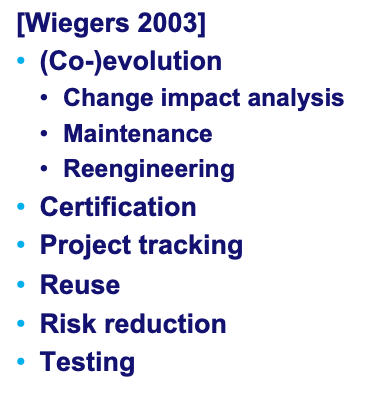 [Wiegers 2003]
• (Co-)evolution
• Change impact analysis
• Maintenance
• Reengineering
• Certification
• Project tracking
• Reuse
• Risk reduction
• Testing